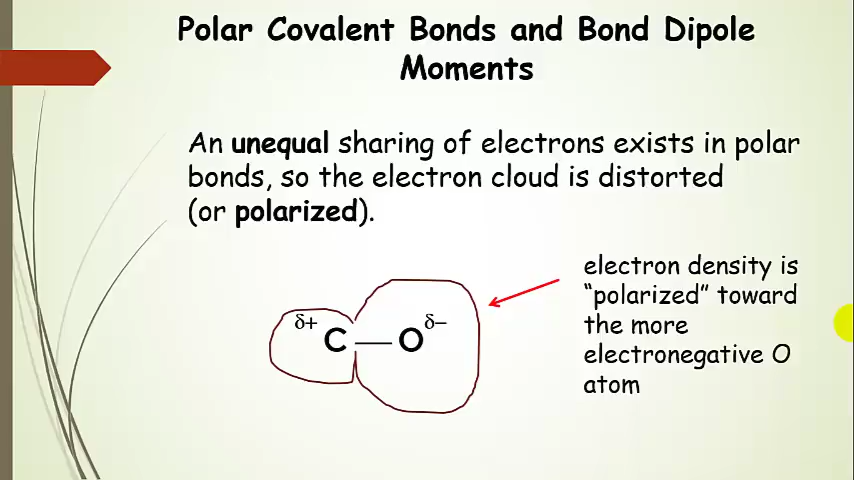 Polar Covalent Bonds and Bond Dipole
Moments
An unequal sharing of electrons exists in polar
bonds, so the electron cloud is distorted
(or polarized).
electron density is
“polarized” toward
the more
electronegative O
atom
δ+ C — O δ−